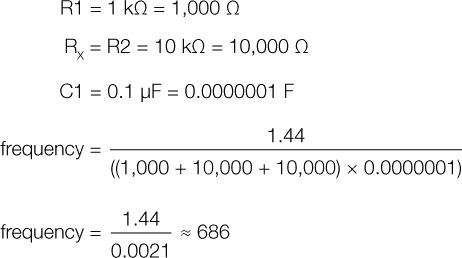 R1 = 1 kΩ = 1,000 Ω
Rₓ = R2 = 10 kΩ = 10,000 Ω
C1 = 0.1 µF = 0.0000001 F
frequency = 1.44 / ((1,000 + 10,000 + 10,000) × 0.0000001)
frequency = 1.44 / 0.0021 ≈ 686